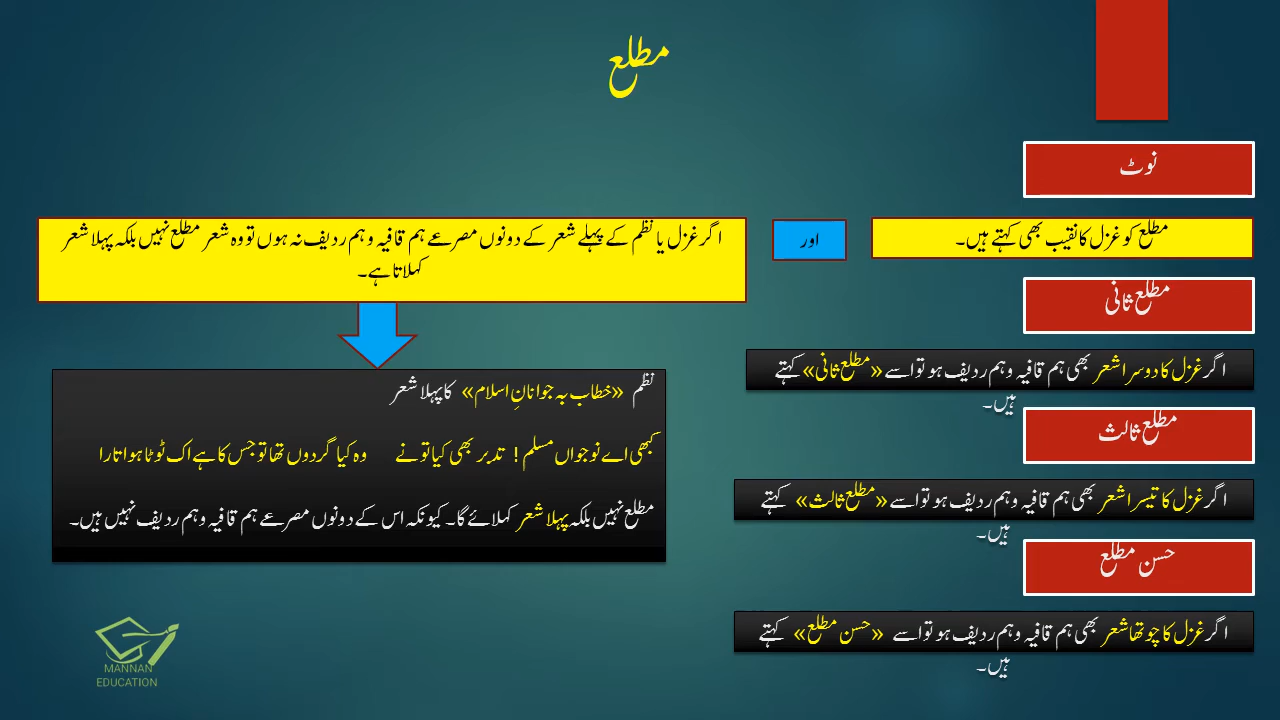 مطلع
نوٹ
مطلع کو غزل کا نقیب بھی کہتے ہیں۔
اور
اگر غزل یا نظم کے پہلے شعر کے دونوں مصرعے ہم قافیہ و ہم ردیف نہ ہوں تو وہ شعر مطلع نہیں بلکہ پہلا شعر
کہلاتا ہے۔
نظم «خطاب بہ جوانانِ اسلام» کا پہلا شعر
کبھی اے نوجواں مسلم! تدبر بھی کیا تو نے وہ کیا گردوں تھا تو جس کا ہے اک ٹوٹا ہوا تارا
مطلع نہیں بلکہ پہلا شعر کہلائے گا۔ کیونکہ اس کے دونوں مصرعے ہم قافیہ و ہم ردیف نہیں ہیں۔
مطلع ثانی
اگر غزل کا دوسرا شعر بھی ہم قافیہ و ہم ردیف ہو تو اسے «مطلع ثانی» کہتے
ہیں۔
مطلع ثالث
اگر غزل کا تیسرا شعر بھی ہم قافیہ و ہم ردیف ہو تو اسے «مطلع ثالث» کہتے
ہیں۔
حسن مطلع
اگر غزل کا چوتھا شعر بھی ہم قافیہ و ہم ردیف ہو تو اسے «حسن مطلع» کہتے
ہیں۔
MANNAN
EDUCATION